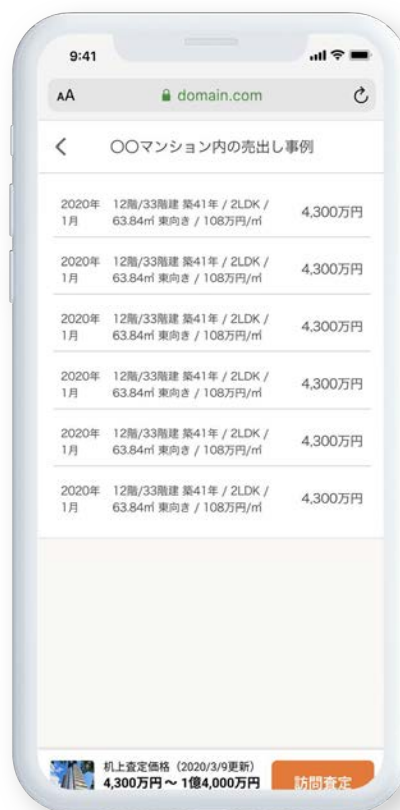 9:41
AA domain.com
〇〇マンション内の売出し事例
2020年 12階/33階建 築41年 / 2LDK /
1月 63.84㎡ 東向き / 108万円/㎡ 4,300万円
2020年 12階/33階建 築41年 / 2LDK /
1月 63.84㎡ 東向き / 108万円/㎡ 4,300万円
2020年 12階/33階建 築41年 / 2LDK /
1月 63.84㎡ 東向き / 108万円/㎡ 4,300万円
2020年 12階/33階建 築41年 / 2LDK /
1月 63.84㎡ 東向き / 108万円/㎡ 4,300万円
2020年 12階/33階建 築41年 / 2LDK /
1月 63.84㎡ 東向き / 108万円/㎡ 4,300万円
2020年 12階/33階建 築41年 / 2LDK /
1月 63.84㎡ 東向き / 108万円/㎡ 4,300万円
机上査定価格（2020/3/9更新）
4,300万円 〜 1億4,000万円
訪問査定